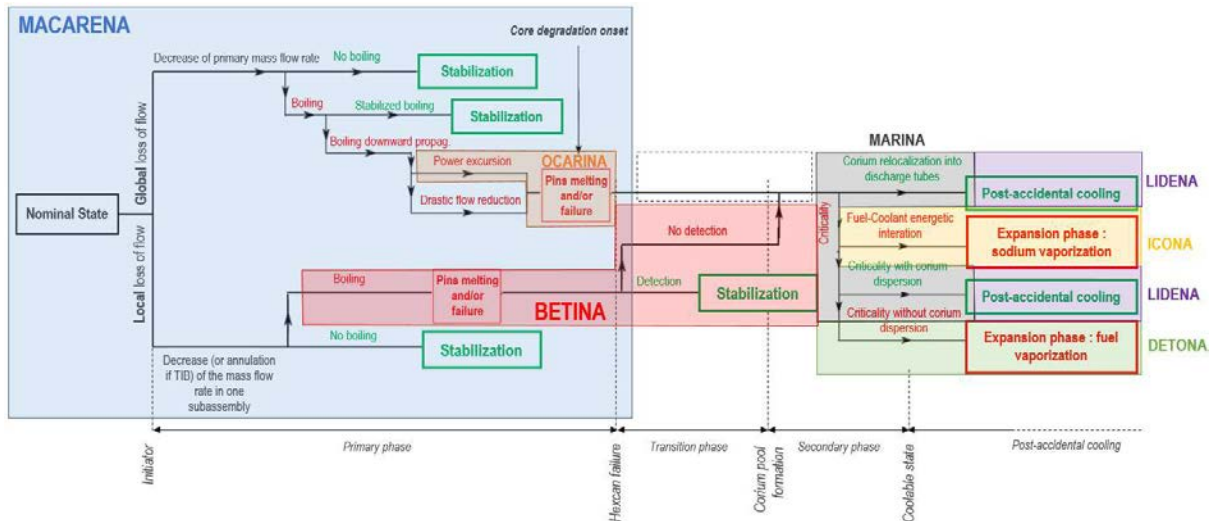 MACARENA
Core degradation onset
Decrease of primary mass flow rate
No boiling
Stabilization
Boiling
Stabilized boiling
Stabilization
Boiling downward propag.
Power excursion
OCARINA
Pins melting
and/or
failure
Drastic flow reduction
Nominal State
Global loss of flow
Local loss of flow
MARINA
Corium relocalization into
discharge tubes
Post-accidental cooling
LIDENA
Criticality
Fuel-Coolant energetic
interation
Expansion phase :
sodium vaporization
ICONA
No detection
Boiling
Pins melting
and/or
failure
BETINA
Detection
Stabilization
Criticality with corium
dispersion
Post-accidental cooling
LIDENA
Criticality without corium
dispersion
Expansion phase : fuel
vaporization
DETONA
No boiling
Stabilization
Decrease (or annulation
if TIB) of the mass flow
rate in one
subassembly
Initiator
Primary phase
Hexcan failure
Transition phase
Corium pool
formation
Secondary phase
Coolable state
Post-accidental cooling